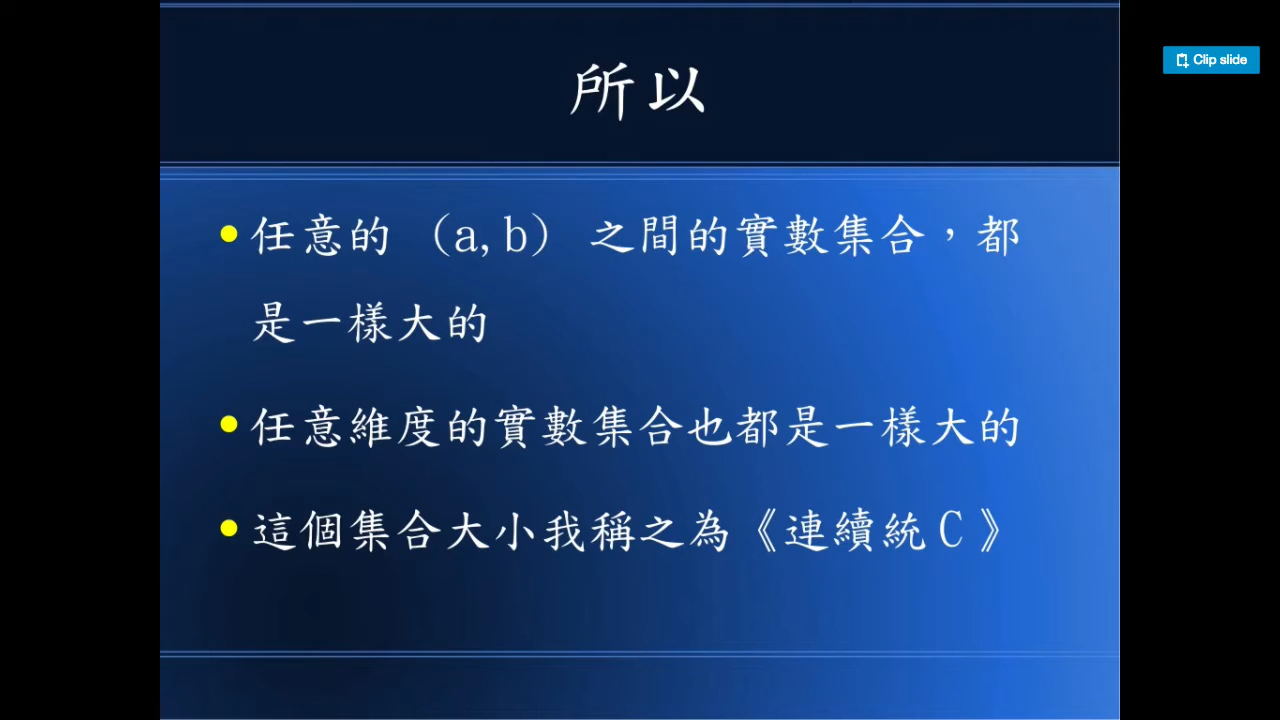 Clip slide
所以
任意的 (a,b) 之間的實數集合，都
是一樣大的
任意維度的實數集合也都是一樣大的
這個集合大小我稱之為《連續統C》